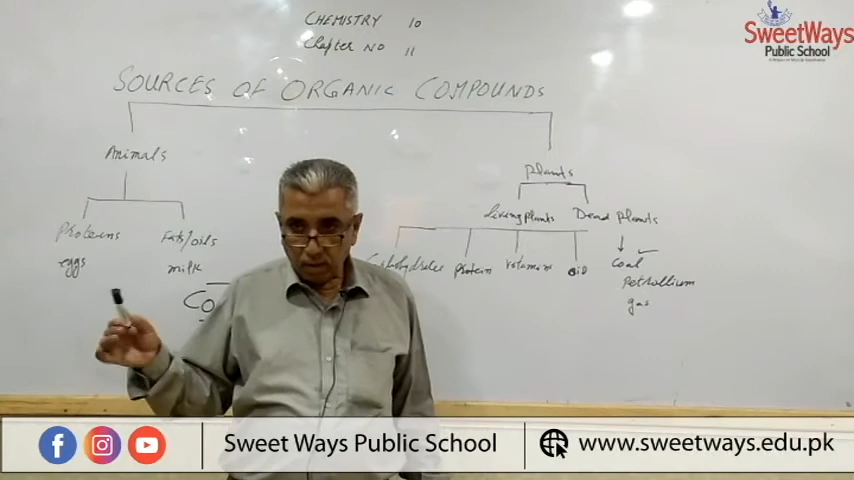 CHEMISTRY 10
Chapter NO 11
SOURCES OF ORGANIC COMPOUNDS
Animals
Proteins
eggs
Fats/oils
milk
Co
Plants
Living plants
Dead plants
Carbohydrates
protein
vitamins
oil
Coal
Petrollium
gas
SweetWays
Public School
Sweet Ways Public School
www.sweetways.edu.pk